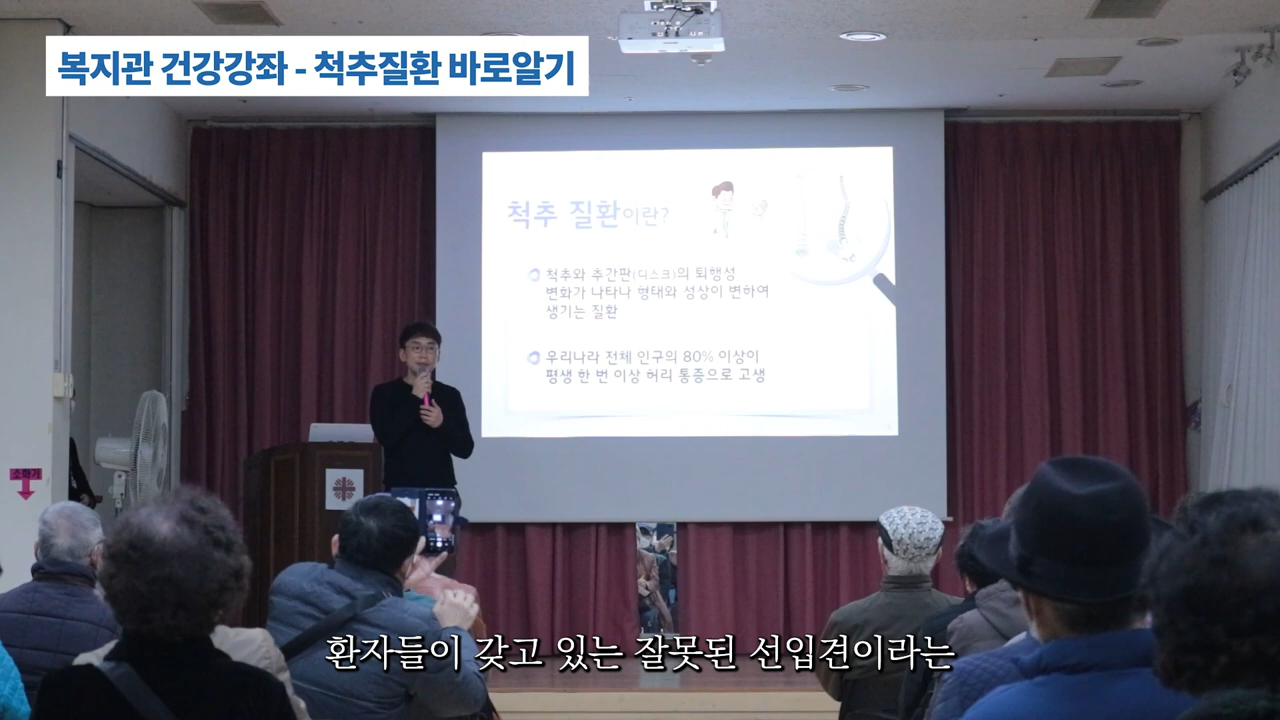 복지관 건강강좌 - 척추질환 바로알기
척추 질환이란?
척추와 추간판(디스크)의 퇴행성
변화가 나타나 형태와 성상이 변하여
생기는 질환
우리나라 전체 인구의 80% 이상이
평생 한 번 이상 허리 통증으로 고생
소화기
환자들이 갖고 있는 잘못된 선입견이라는